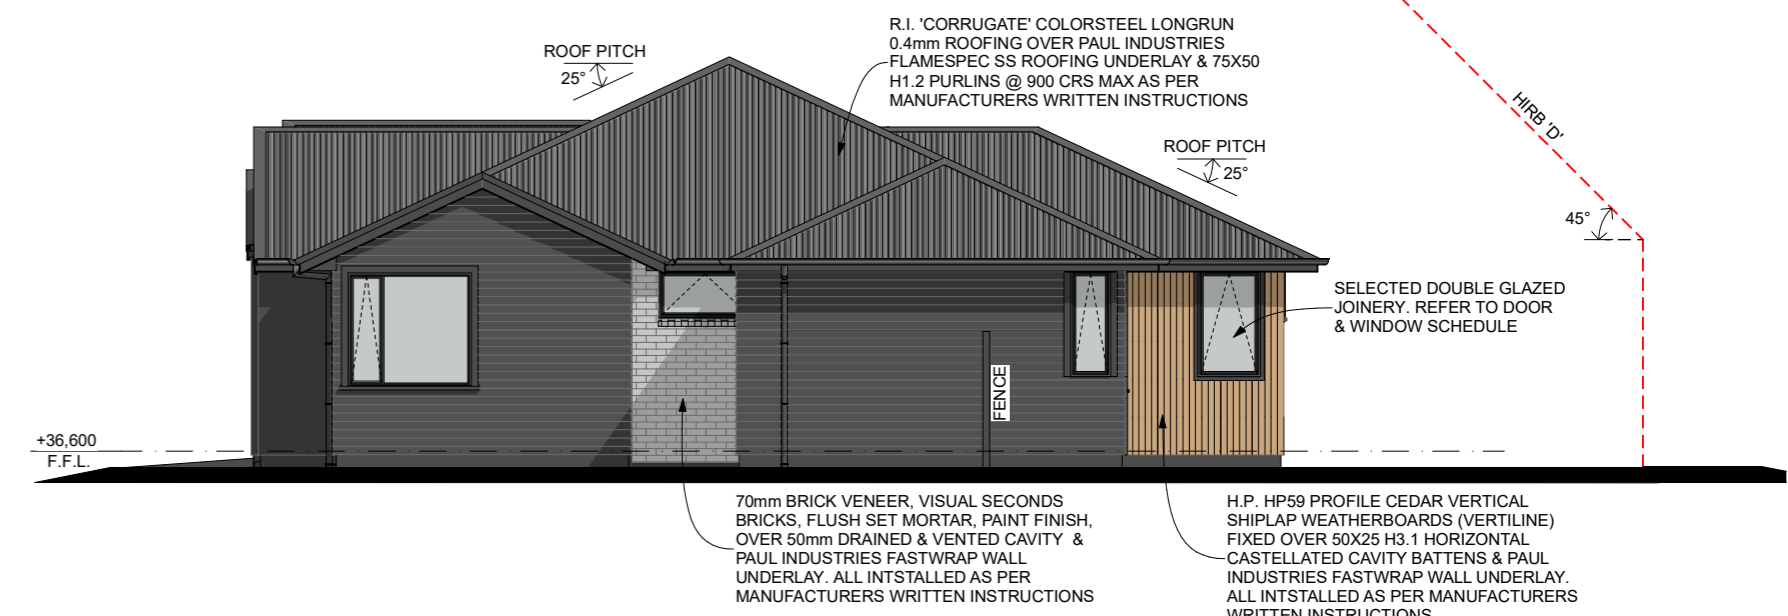 R.I. 'CORRUGATE' COLORSTEEL LONGRUN
0.4mm ROOFING OVER PAUL INDUSTRIES
FLAMESPEC SS ROOFING UNDERLAY & 75X50
H1.2 PURLINS @ 900 CRS MAX AS PER
MANUFACTURERS WRITTEN INSTRUCTIONS
ROOF PITCH
25°
HIRB 'D'
ROOF PITCH
25°
45°
SELECTED DOUBLE GLAZED
JOINERY. REFER TO DOOR
& WINDOW SCHEDULE
FENCE
+36,600
F.F.L.
70mm BRICK VENEER, VISUAL SECONDS
BRICKS, FLUSH SET MORTAR, PAINT FINISH,
OVER 50mm DRAINED & VENTED CAVITY &
PAUL INDUSTRIES FASTWRAP WALL
UNDERLAY. ALL INTSTALLED AS PER
MANUFACTURERS WRITTEN INSTRUCTIONS
H.P. HP59 PROFILE CEDAR VERTICAL
SHIPLAP WEATHERBOARDS (VERTILINE)
FIXED OVER 50X25 H3.1 HORIZONTAL
CASTELLATED CAVITY BATTENS & PAUL
INDUSTRIES FASTWRAP WALL UNDERLAY.
ALL INTSTALLED AS PER MANUFACTURERS
WRITTEN INSTRUCTIONS